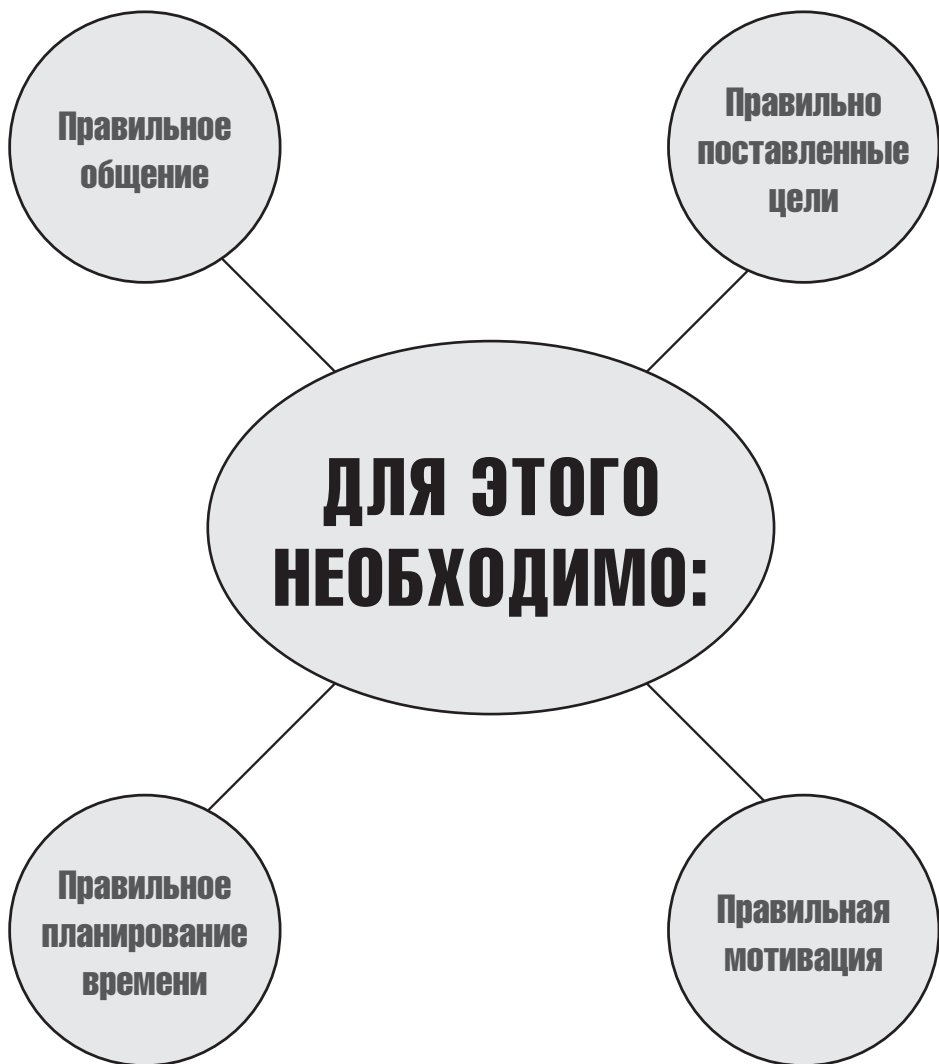 Правильное
общение
Правильно
поставленные
цели
ДЛЯ ЭТОГО
НЕОБХОДИМО:
Правильное
планирование
времени
Правильная
мотивация